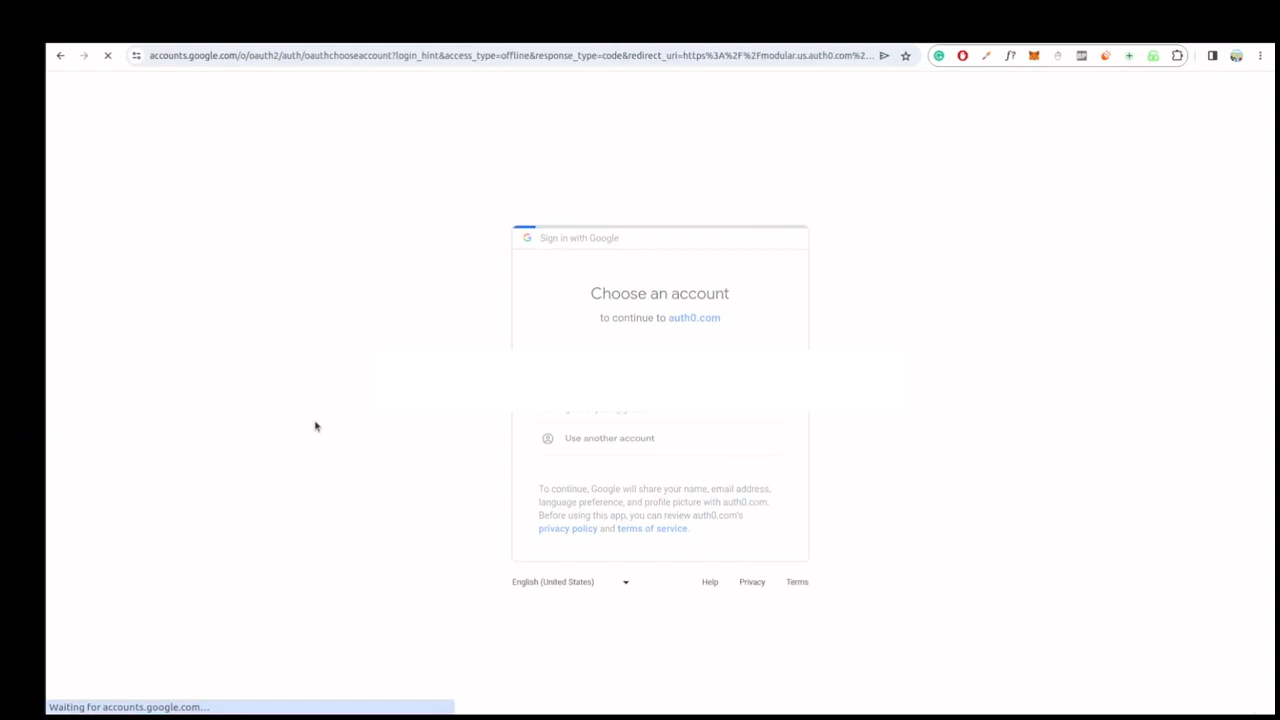 accounts.google.com/o/oauth2/auth/oauthchooseaccount?login_hint&access_type=offline&response_type=code&redirect_uri=https%3A%2F%2Fmodular.us.auth0.com%2...
Sign in with Google
Choose an account
to continue to auth0.com
Use another account
To continue, Google will share your name, email address,
language preference, and profile picture with auth0.com.
Before using this app, you can review auth0.com's
privacy policy and terms of service.
English (United States) Help Privacy Terms
Waiting for accounts.google.com...